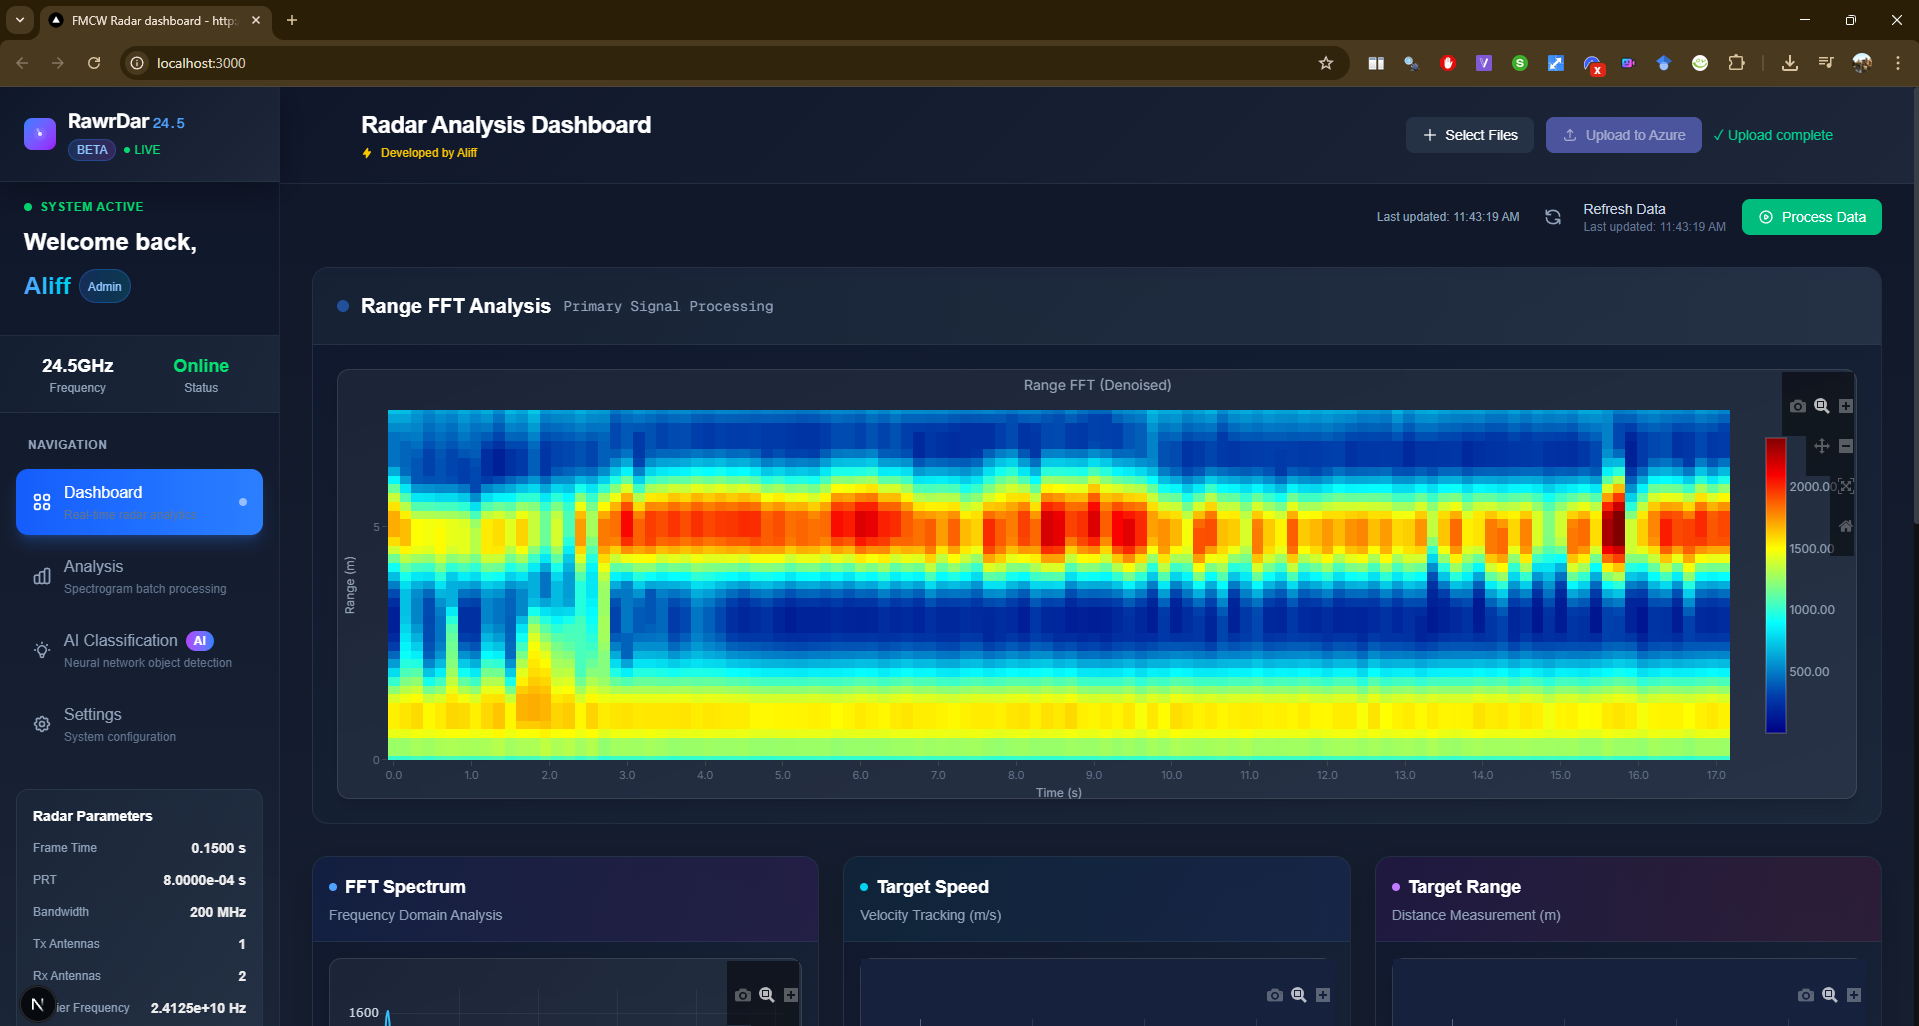 FMCW Radar dashboard - http:
localhost:3000
RawrDar 24.5
BETA LIVE
SYSTEM ACTIVE
Welcome back,
Aliff Admin
24.5GHz
Frequency
Online
Status
NAVIGATION
Dashboard
Real-time radar analytics
Analysis
Spectrogram batch processing
AI Classification AI
Neural network object detection
Settings
System configuration
Radar Parameters
Frame Time 0.1500 s
PRT 8.0000e-04 s
Bandwidth 200 MHz
Tx Antennas 1
Rx Antennas 2
N ier Frequency 2.4125e+10 Hz
Radar Analysis Dashboard
Developed by Aliff
+ Select Files
Upload to Azure
✓ Upload complete
Last updated: 11:43:19 AM
Refresh Data
Last updated: 11:43:19 AM
Process Data
Range FFT Analysis Primary Signal Processing
Range FFT (Denoised)
Range (m)
5
0
0.0 1.0 2.0 3.0 4.0 5.0 6.0 7.0 8.0 9.0 10.0 11.0 12.0 13.0 14.0 15.0 16.0 17.0
Time (s)
2000.00
1500.00
1000.00
500.00
FFT Spectrum
Frequency Domain Analysis
1600
Target Speed
Velocity Tracking (m/s)
Target Range
Distance Measurement (m)